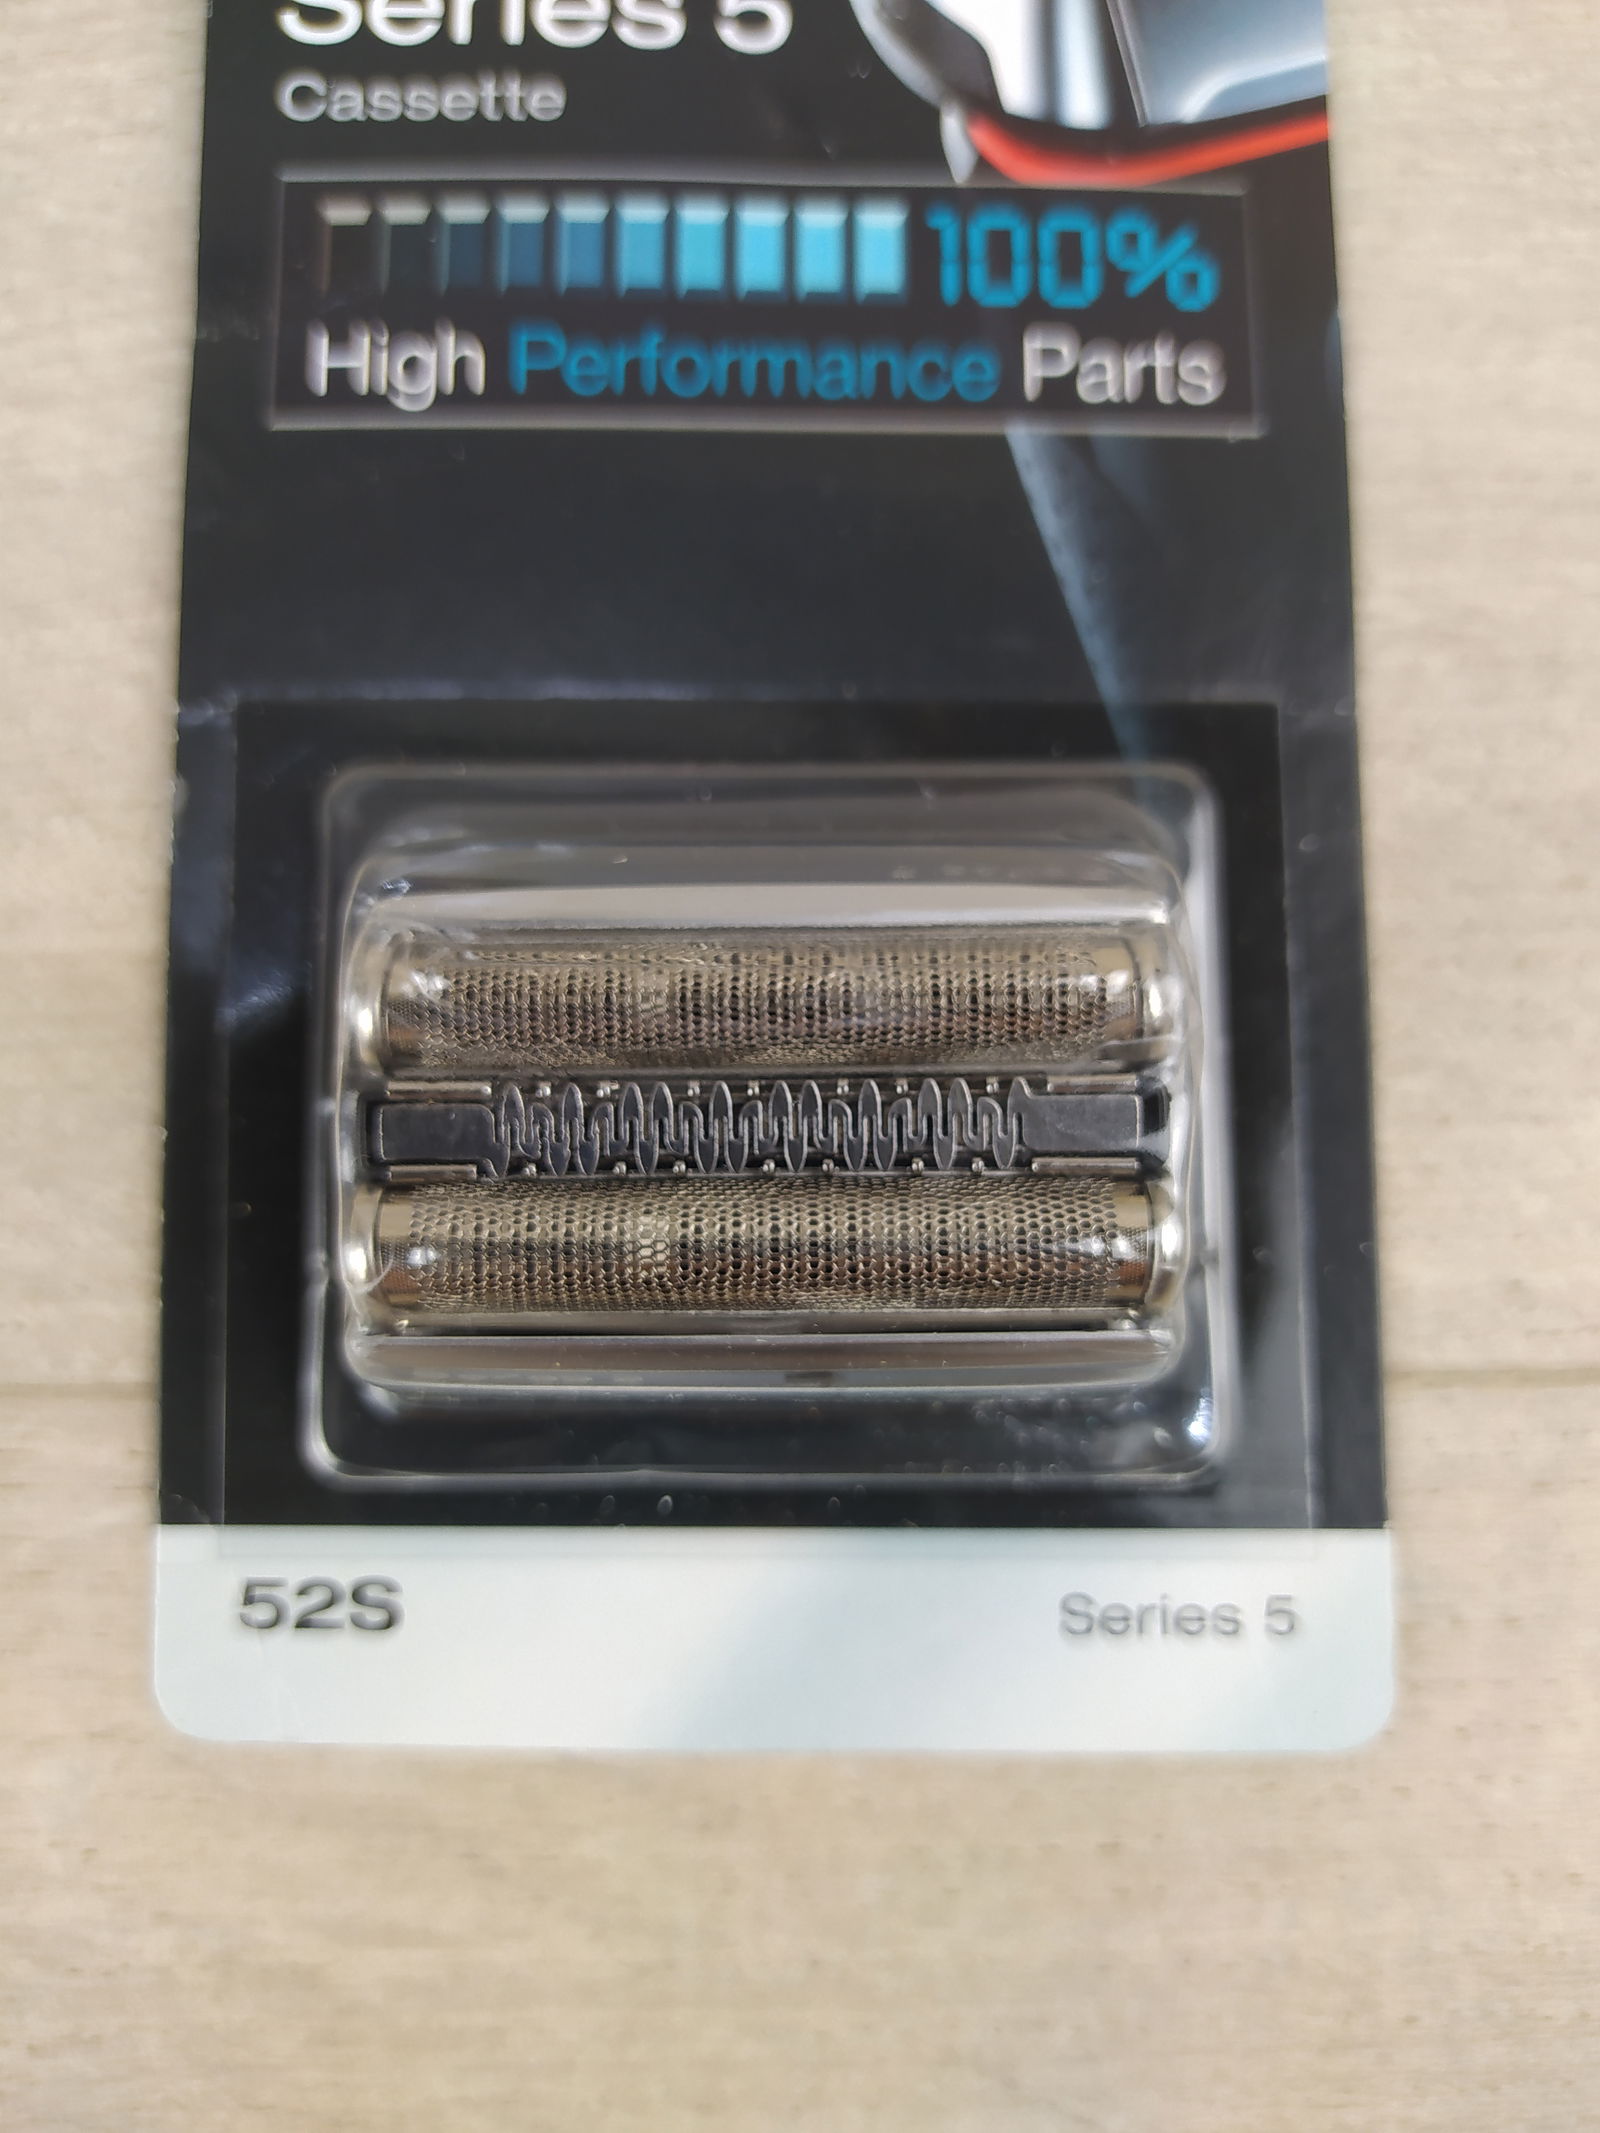 Series 5
Cassette
100%
High Performance Parts
52S
Series 5